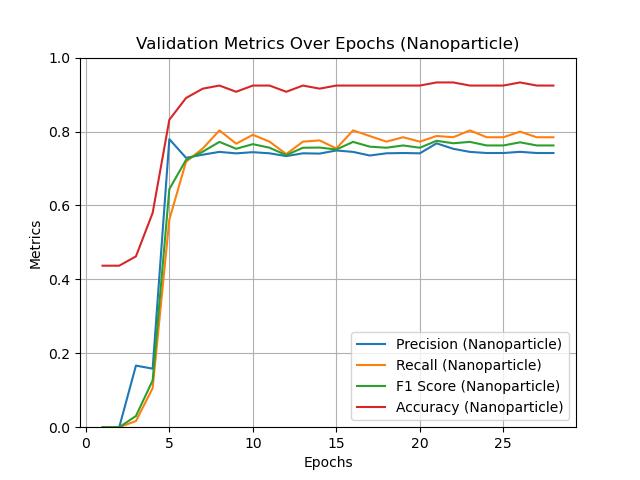 Validation Metrics Over Epochs (Nanoparticle)
1.0
0.8
0.6
0.4
0.2
0.0
Metrics
0 5 10 15 20 25
Epochs
Precision (Nanoparticle)
Recall (Nanoparticle)
F1 Score (Nanoparticle)
Accuracy (Nanoparticle)